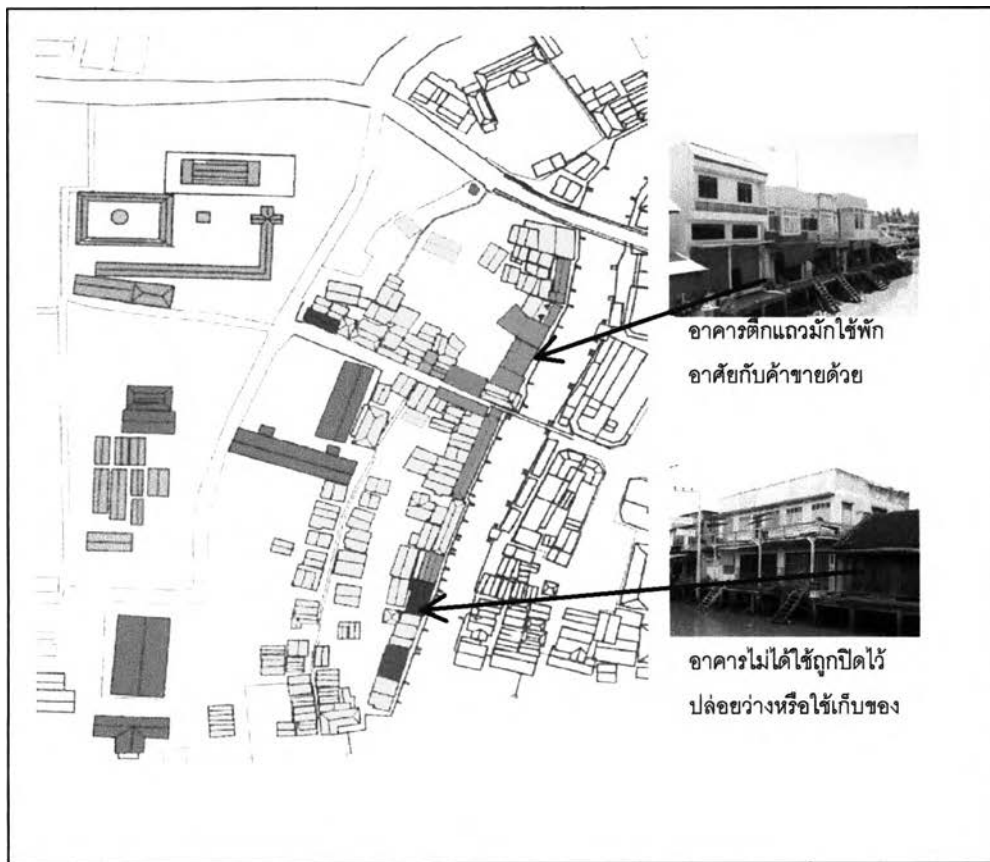 อาคารตึกแถวมักใช้พัก
อาศัยกับค้าขายด้วย
อาคารไม่ได้ใช้ถูกปิดไว้
ปล่อยว่างหรือใช้เก็บของ